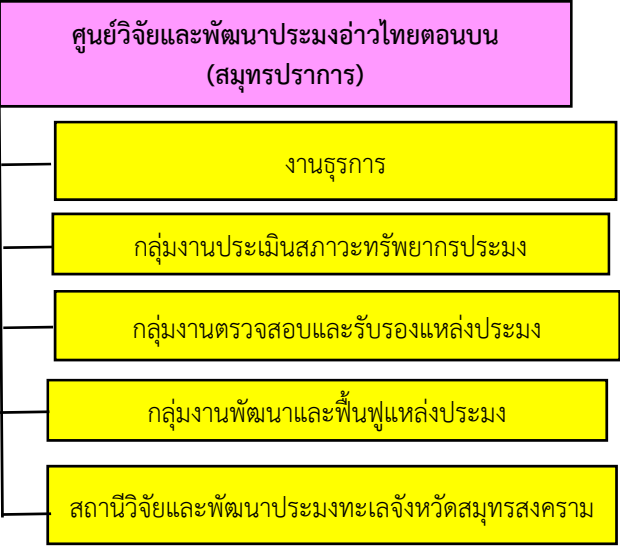 ศูนย์วิจัยและพัฒนาประมงอ่าวไทยตอนบน
(สมุทรปราการ)
งานธุรการ
กลุ่มงานประเมินสภาวะทรัพยากรประมง
กลุ่มงานตรวจสอบและรับรองแหล่งประมง
กลุ่มงานพัฒนาและฟื้นฟูแหล่งประมง
สถานีวิจัยและพัฒนาประมงทะเลจังหวัดสมุทรสงคราม